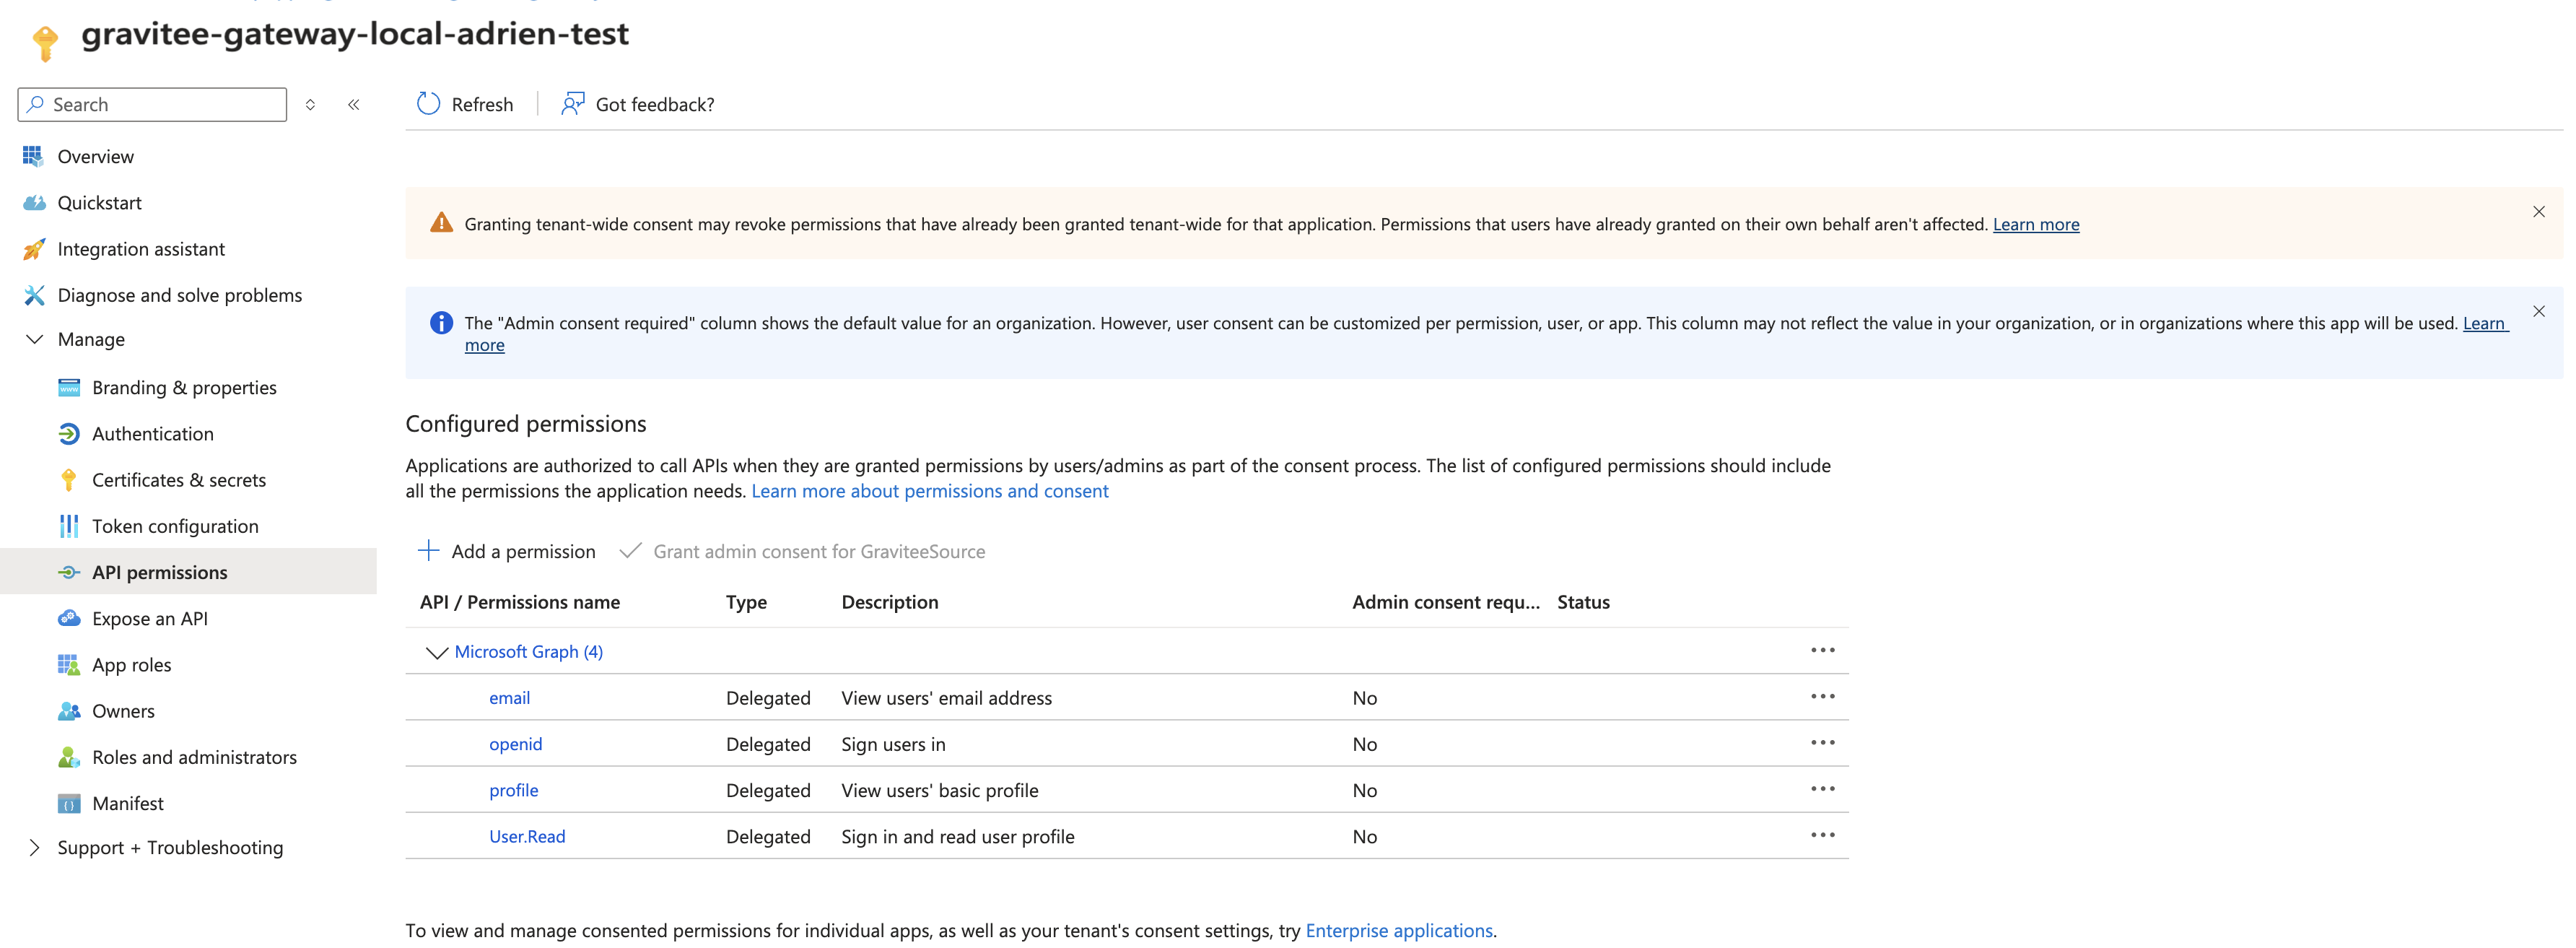 gravitee-gateway-local-adrien-test
Search
Refresh
Got feedback?
Overview
Quickstart
Integration assistant
Diagnose and solve problems
Manage
Branding & properties
Authentication
Certificates & secrets
Token configuration
API permissions
Expose an API
App roles
Owners
Roles and administrators
Manifest
Support + Troubleshooting
Granting tenant-wide consent may revoke permissions that have already been granted tenant-wide for that application. Permissions that users have already granted on their own behalf aren't affected. Learn more
The "Admin consent required" column shows the default value for an organization. However, user consent can be customized per permission, user, or app. This column may not reflect the value in your organization, or in organizations where this app will be used. Learn
more
Configured permissions
Applications are authorized to call APIs when they are granted permissions by users/admins as part of the consent process. The list of configured permissions should include
all the permissions the application needs. Learn more about permissions and consent
Add a permission
Grant admin consent for GraviteeSource
API / Permissions name Type Description Admin consent requ... Status
Microsoft Graph (4)
email Delegated View users' email address No
openid Delegated Sign users in No
profile Delegated View users' basic profile No
User.Read Delegated Sign in and read user profile No
To view and manage consented permissions for individual apps, as well as your tenant's consent settings, try Enterprise applications.